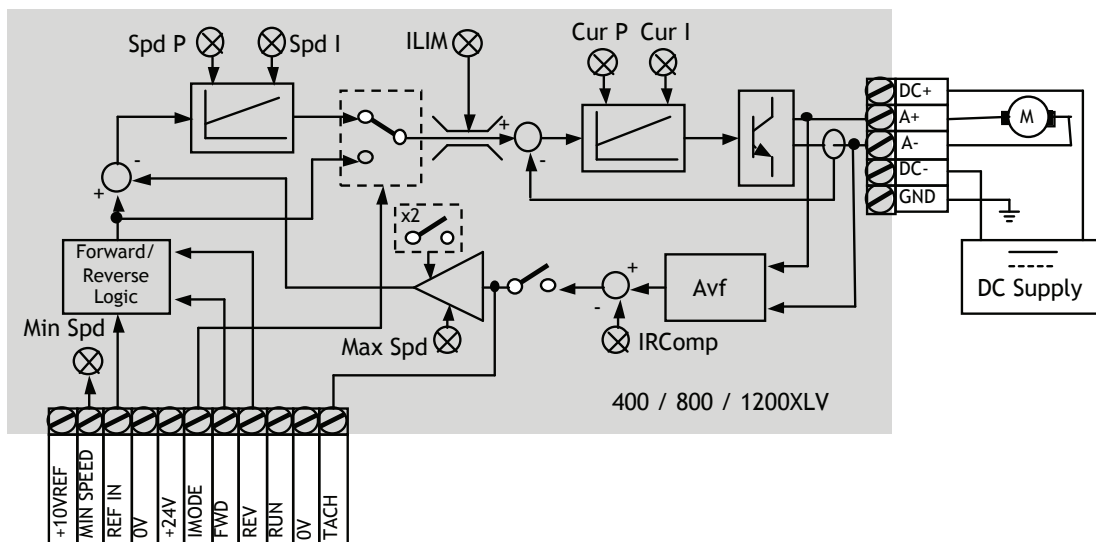 Spd P
Spd I
ILIM
Cur P
Cur I
DC+
A+
M
A-
DC-
GND
+
-
-
+
x2
Forward/
Reverse
Logic
+
-
Avf
DC Supply
Min Spd
Max Spd
IRComp
400 / 800 / 1200XLV
+10VREF
MIN SPEED
REF IN
0V
+24V
IMODE
FWD
REV
RUN
0V
TACH